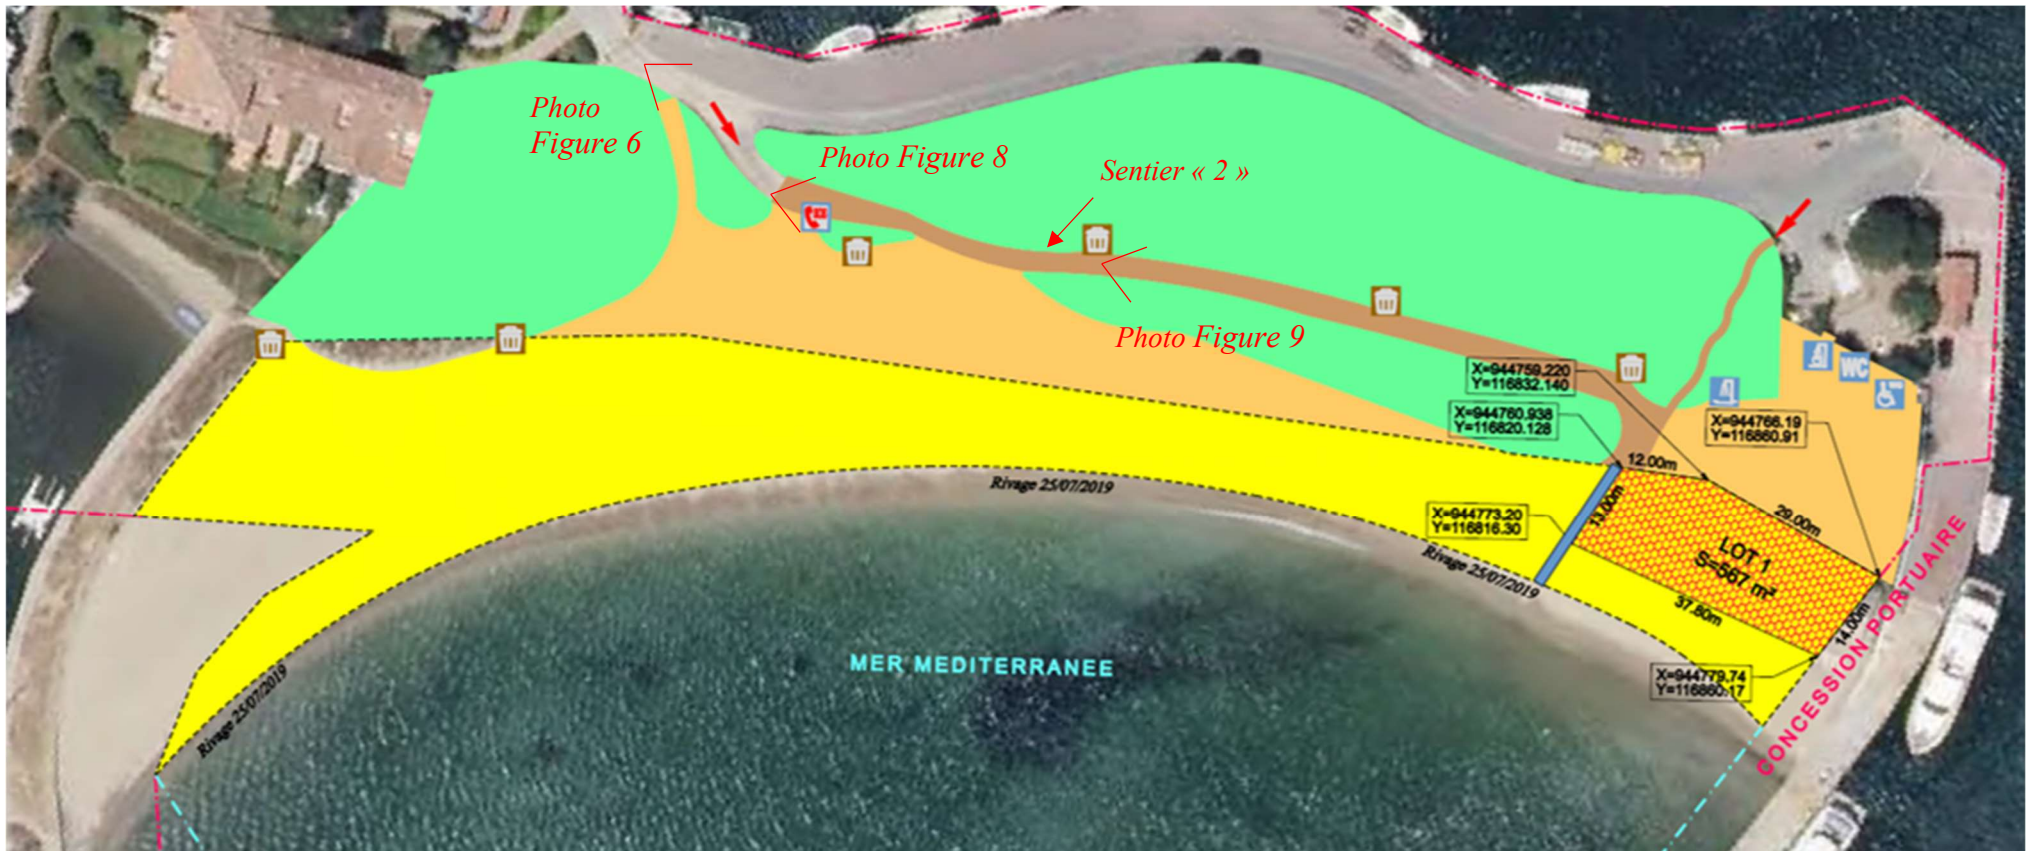 Photo
Figure 6
Photo Figure 8
Sentier « 2 »
Photo Figure 9
X=944759.220
Y=116832.140
X=944760.938
Y=116820.128
X=944766.19
Y=116860.91
WC
12.00m
29.00m
13.00m
X=944773.20
Y=116816.30
LOT 1
S=567 m²
37.60m
14.00m
X=944779.74
Y=116860.17
Rivage 25/07/2019
Rivage 25/07/2019
Rivage 25/07/2019
MER MEDITERRANEE
CONCESSION PORTUAIRE